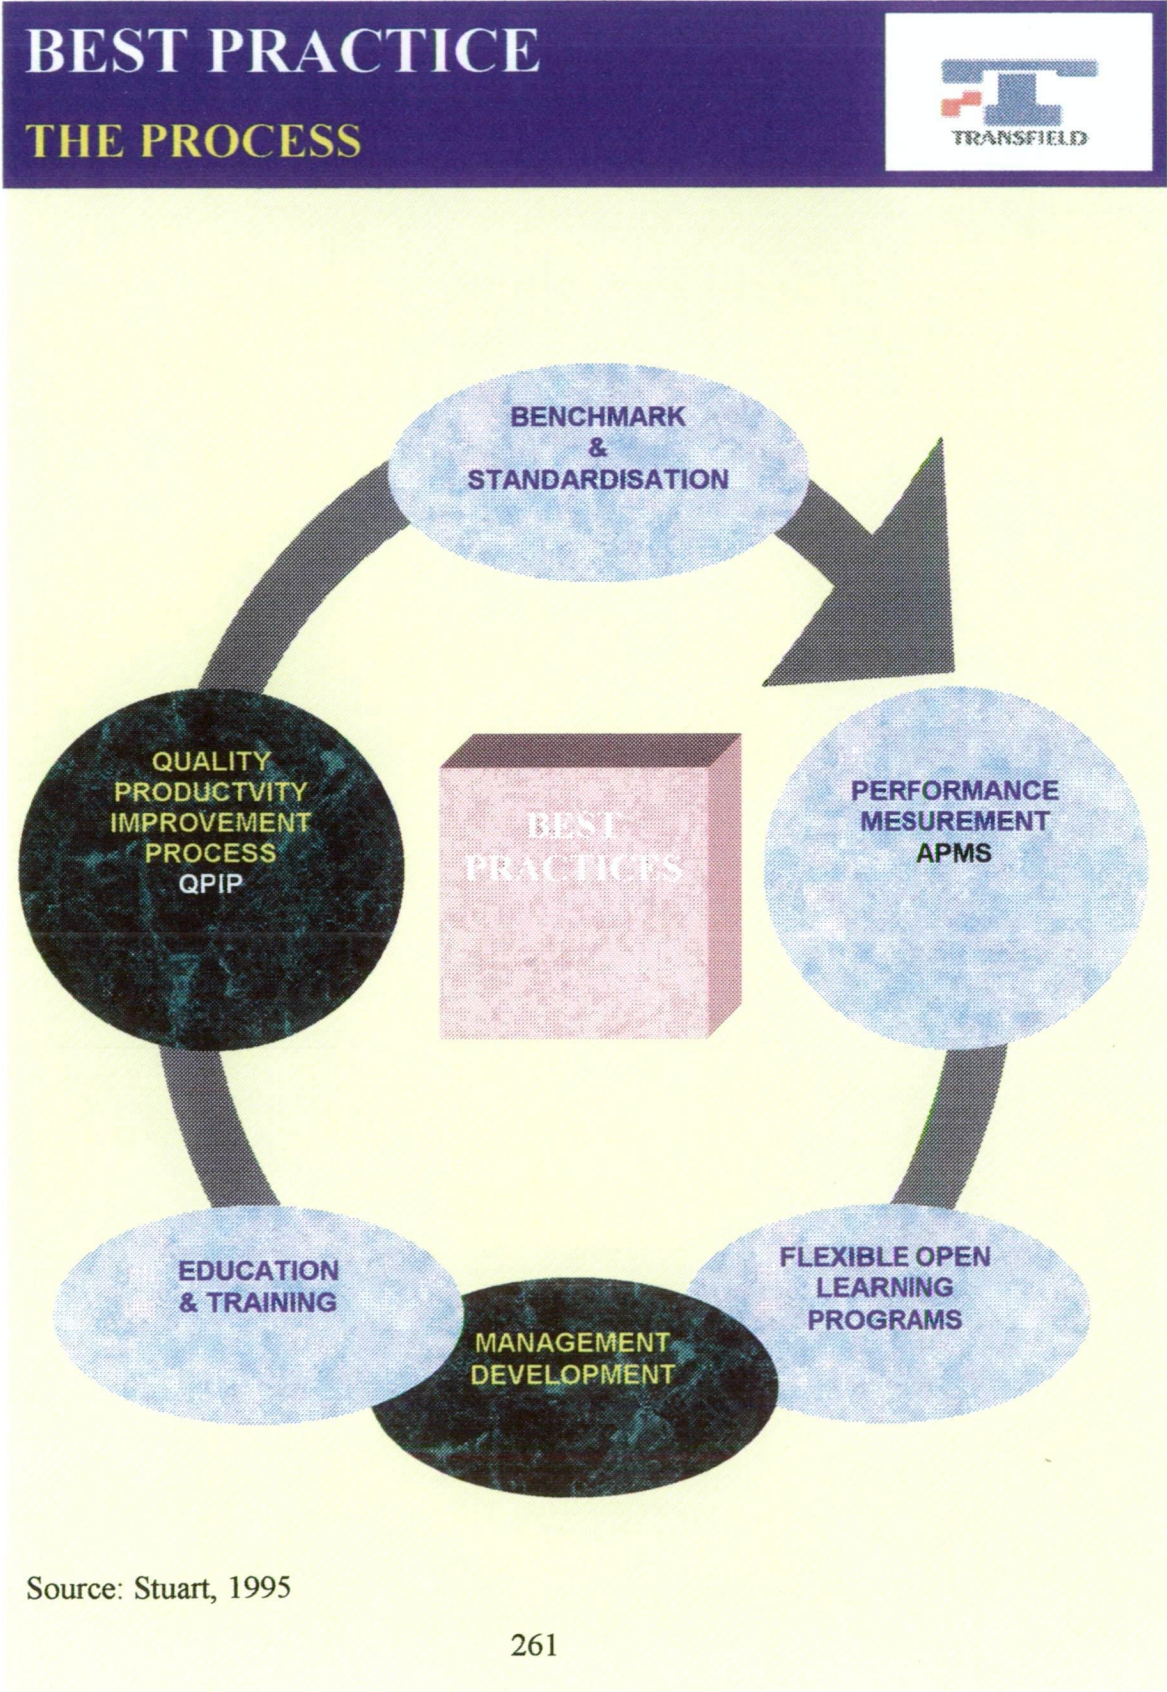 BEST PRACTICE
THE PROCESS
TRANSFIELD
BENCHMARK
&
STANDARDISATION
QUALITY
PRODUCTVITY
IMPROVEMENT
PROCESS
QPIP
BEST
PRACTICES
PERFORMANCE
MESUREMENT
APMS
EDUCATION
& TRAINING
MANAGEMENT
DEVELOPMENT
FLEXIBLE OPEN
LEARNING
PROGRAMS
Source: Stuart, 1995
261